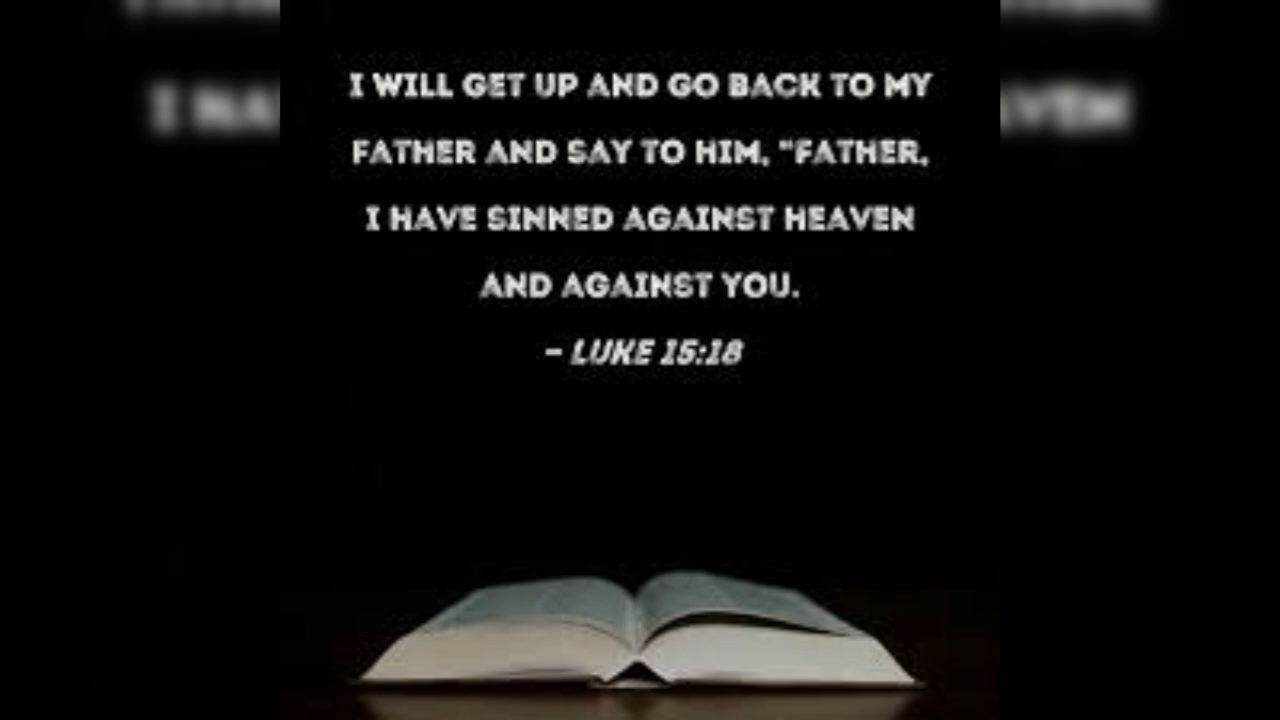 I WILL GET UP AND GO BACK TO MY
FATHER AND SAY TO HIM, "FATHER,
I HAVE SINNED AGAINST HEAVEN
AND AGAINST YOU.
- LUKE 15:18